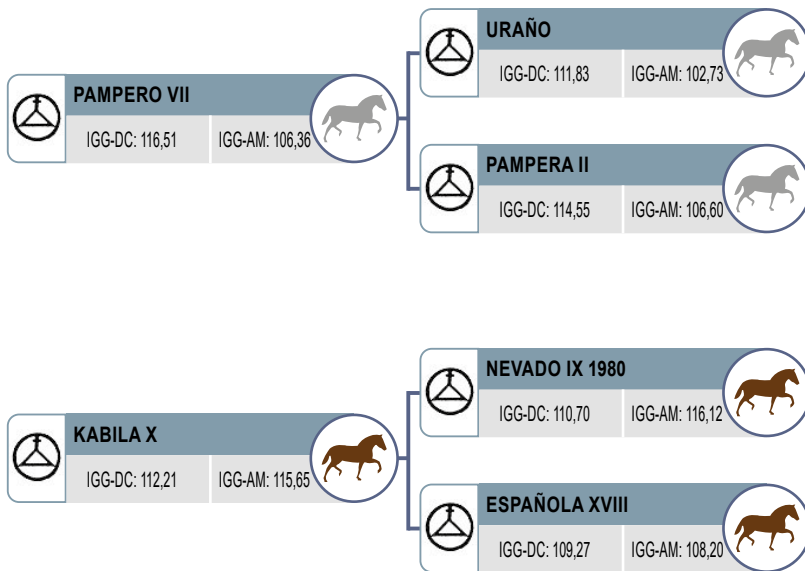 URAÑO
IGG-DC: 111,83 IGG-AM: 102,73
PAMPERO VII
IGG-DC: 116,51 IGG-AM: 106,36
PAMPERA II
IGG-DC: 114,55 IGG-AM: 106,60
NEVADO IX 1980
IGG-DC: 110,70 IGG-AM: 116,12
KABILA X
IGG-DC: 112,21 IGG-AM: 115,65
ESPAÑOLA XVIII
IGG-DC: 109,27 IGG-AM: 108,20